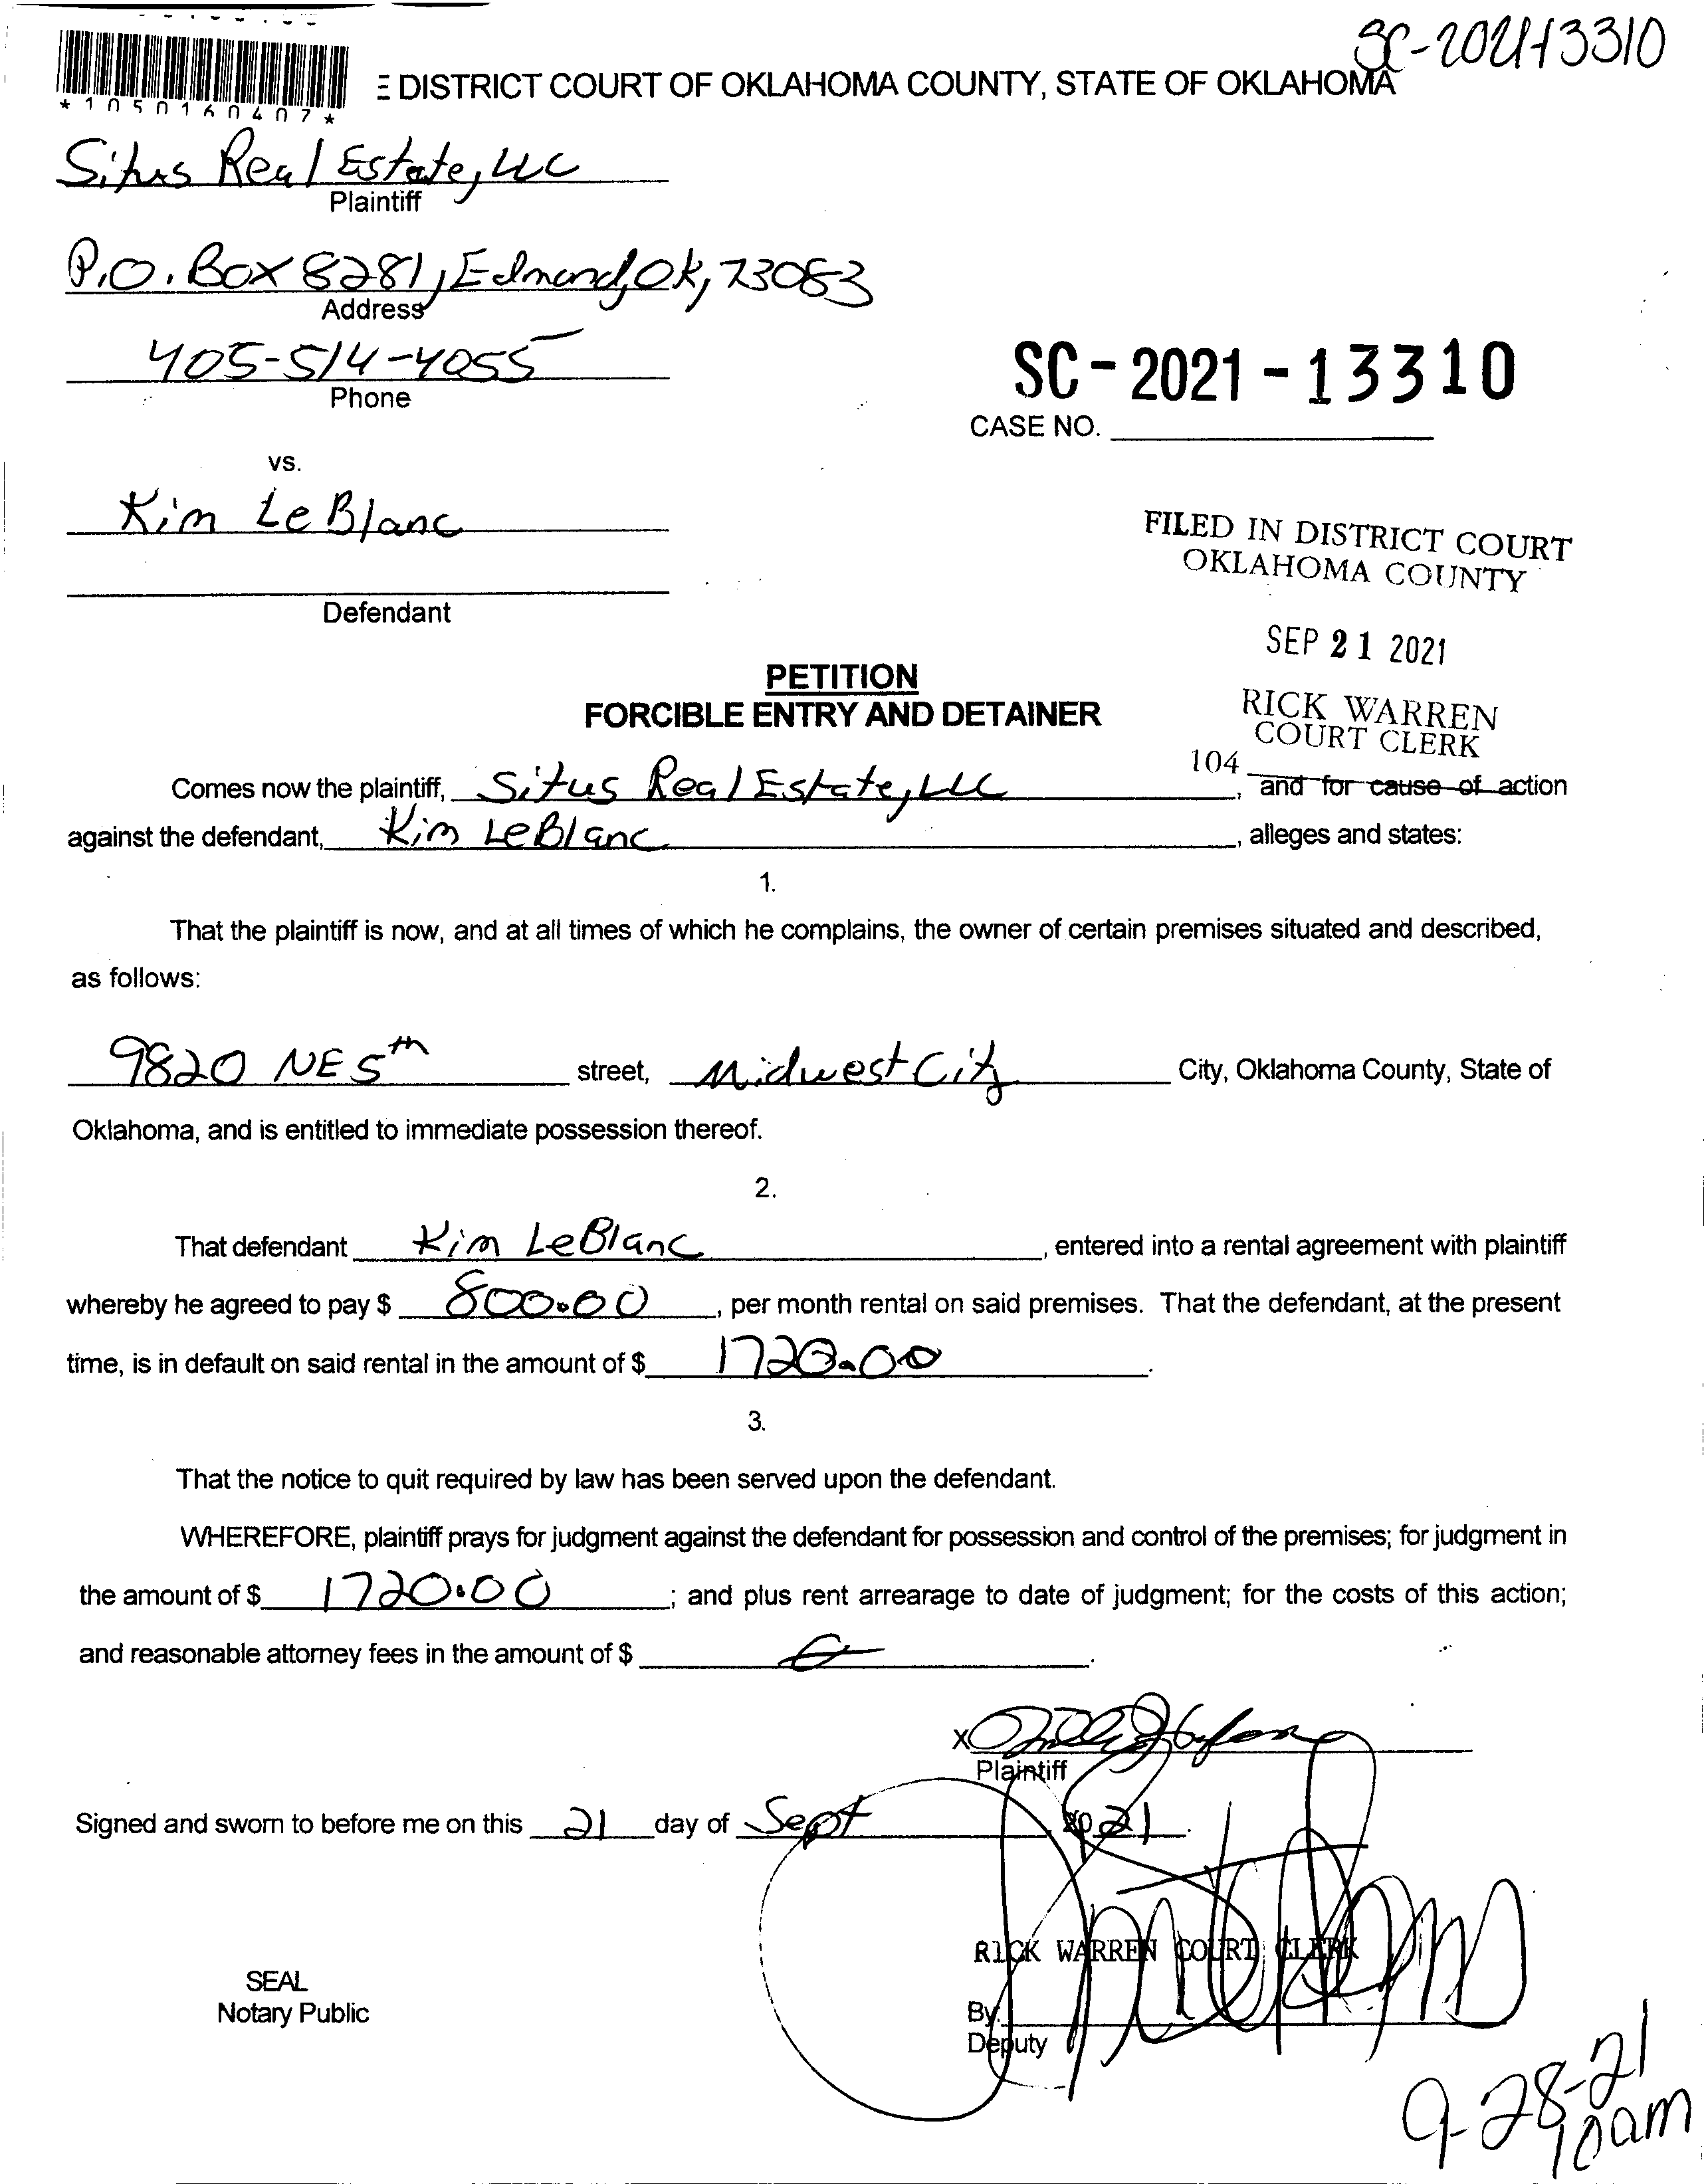 SC-2021-13310
*1050160407*
E DISTRICT COURT OF OKLAHOMA COUNTY, STATE OF OKLAHOMA
Situs Real Estate, LLC
Plaintiff
P.O. Box 8281, Edmond, Ok, 73083
Address
405-514-4055
Phone
SC-2021-13310
CASE NO.
vs.
Kim LeBlanc
Defendant
FILED IN DISTRICT COURT
OKLAHOMA COUNTY
SEP 21 2021
RICK WARREN
COURT CLERK
104
PETITION
FORCIBLE ENTRY AND DETAINER
Comes now the plaintiff, Situs Real Estate, LLC, and for cause of action
against the defendant, Kim LeBlanc, alleges and states:
1.
That the plaintiff is now, and at all times of which he complains, the owner of certain premises situated and described,
as follows:
9820 NE 5th street, Midwest City City, Oklahoma County, State of
Oklahoma, and is entitled to immediate possession thereof.
2.
That defendant Kim LeBlanc, entered into a rental agreement with plaintiff
whereby he agreed to pay $ 800.00, per month rental on said premises. That the defendant, at the present
time, is in default on said rental in the amount of $ 1720.00.
3.
That the notice to quit required by law has been served upon the defendant.
WHEREFORE, plaintiff prays for judgment against the defendant for possession and control of the premises; for judgment in
the amount of $ 1720.00; and plus rent arrearage to date of judgment; for the costs of this action;
and reasonable attorney fees in the amount of $ .
X
Plaintiff
Signed and sworn to before me on this 21 day of Sept, 2021.
RICK WARREN COURT CLERK
SEAL
Notary Public
By:
Deputy
9-28-21
10am